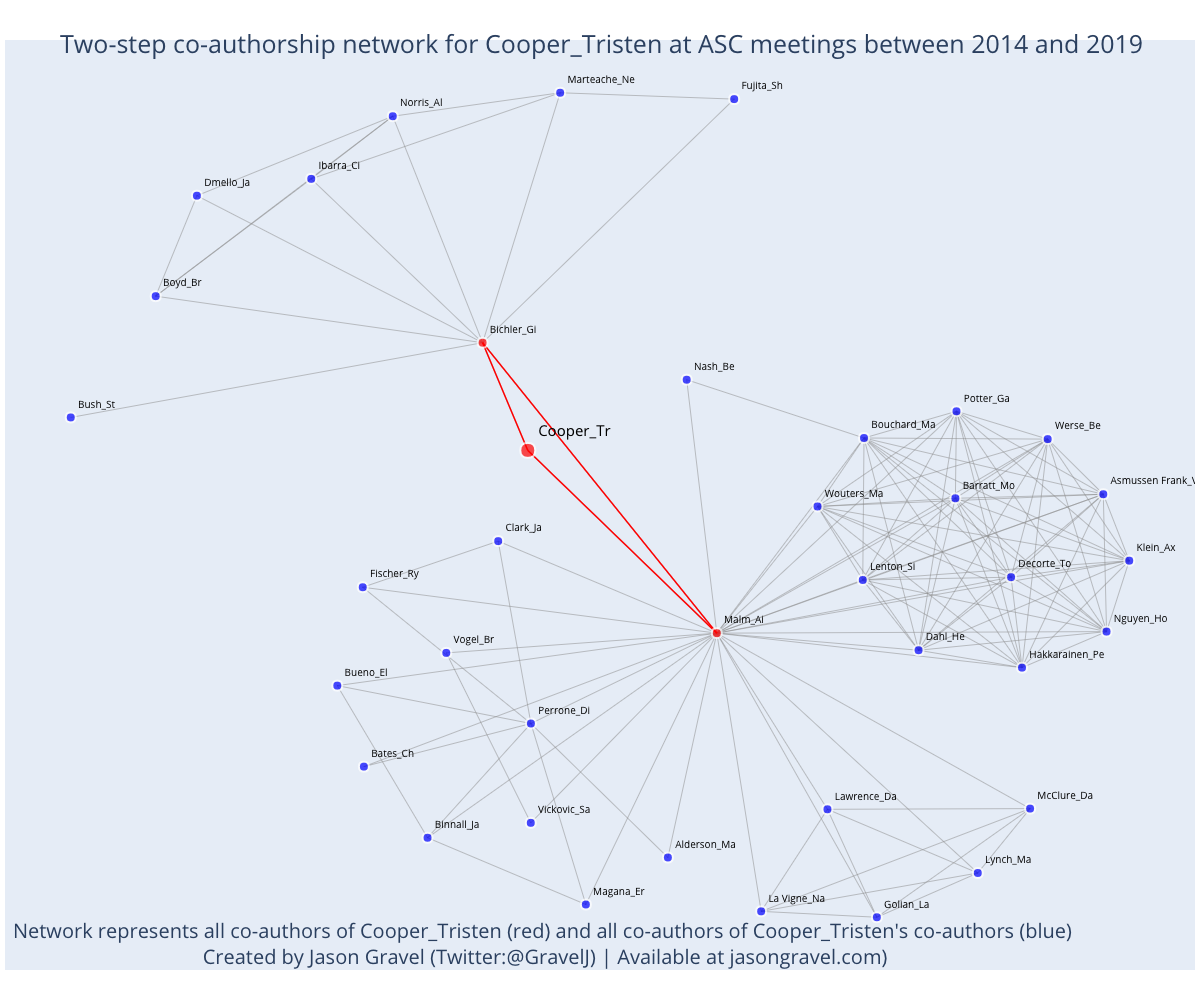 Two-step co-authorship network for Cooper_Tristen at ASC meetings between 2014 and 2019
Marteache_Ne
Fujita_Sh
Norris_Al
Ibarra_Cl
Dmello_Ja
Boyd_Br
Bichler_Gi
Nash_Be
Bush_St
Potter_Ga
Bouchard_Ma
Werse_Be
Cooper_Tr
Asmussen Frank_V
Barratt_Mo
Wouters_Ma
Clark_Ja
Klein_Ax
Fischer_Ry
Lenton_Si
Decorte_To
Malm_Al
Nguyen_Ho
Vogel_Br
Dahl_He
Hakkarainen_Pe
Bueno_El
Perrone_Di
Bates_Ch
Lawrence_Da
McClure_Da
Vickovic_Sa
Binnall_Ja
Alderson_Ma
Lynch_Ma
Magana_Er
La Vigne_Na
Golian_La
Network represents all co-authors of Cooper_Tristen (red) and all co-authors of Cooper_Tristen's co-authors (blue)
Created by Jason Gravel (Twitter:@GravelJ) | Available at jasongravel.com)